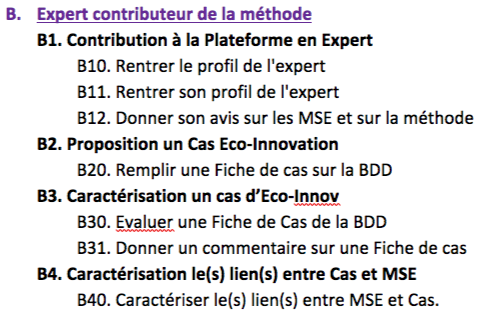 B. Expert contributeur de la méthode
B1. Contribution à la Plateforme en Expert
B10. Rentrer le profil de l'expert
B11. Rentrer son profil de l'expert
B12. Donner son avis sur les MSE et sur la méthode
B2. Proposition un Cas Eco-Innovation
B20. Remplir une Fiche de cas sur la BDD
B3. Caractérisation un cas d’Eco-Innov
B30. Evaluer une Fiche de Cas de la BDD
B31. Donner un commentaire sur une Fiche de cas
B4. Caractérisation le(s) lien(s) entre Cas et MSE
B40. Caractériser le(s) lien(s) entre MSE et Cas.